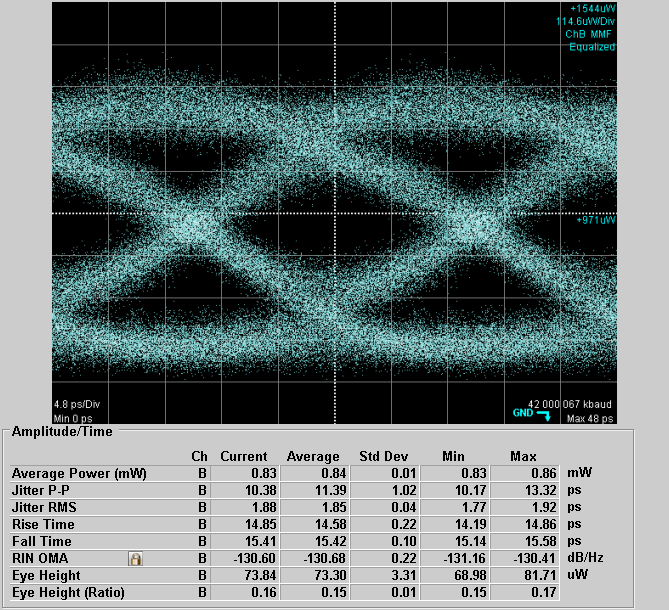 +1544uW
114.6uW/Div
ChB MMF
Equalized
+971uW
4.8 ps/Div
42 000 067 kbaud
GND
Min 0 ps
Max 48 ps
Amplitude/Time
Ch Current Average Std Dev Min Max
Average Power (mW) B 0.83 0.84 0.01 0.83 0.86 mW
Jitter P-P B 10.38 11.39 1.02 10.17 13.32 ps
Jitter RMS B 1.88 1.85 0.04 1.77 1.92 ps
Rise Time B 14.85 14.58 0.22 14.19 14.86 ps
Fall Time B 15.41 15.42 0.10 15.14 15.58 ps
RIN OMA B -130.60 -130.68 0.22 -131.16 -130.41 dB/Hz
Eye Height B 73.84 73.30 3.31 68.98 81.71 uW
Eye Height (Ratio) B 0.16 0.15 0.01 0.15 0.17